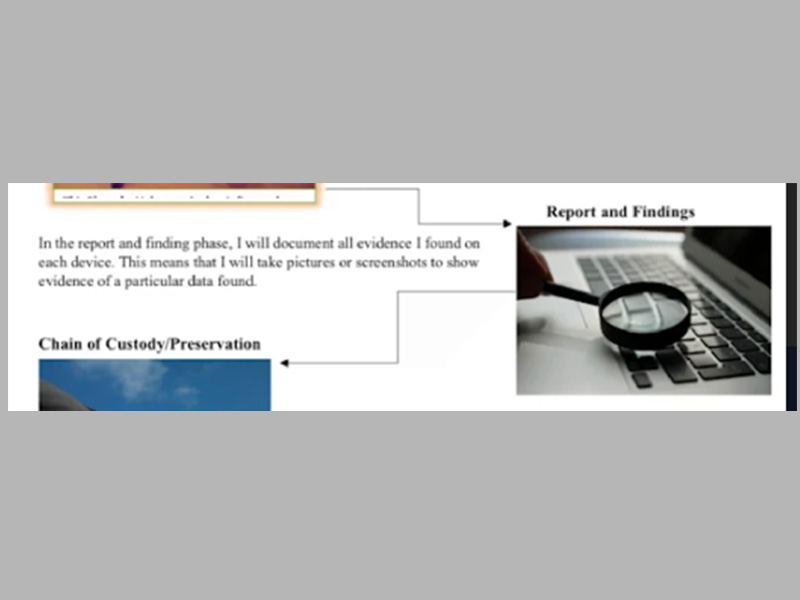 Report and Findings
In the report and finding phase, I will document all evidence I found on
each device. This means that I will take pictures or screenshots to show
evidence of a particular data found.
Chain of Custody/Preservation